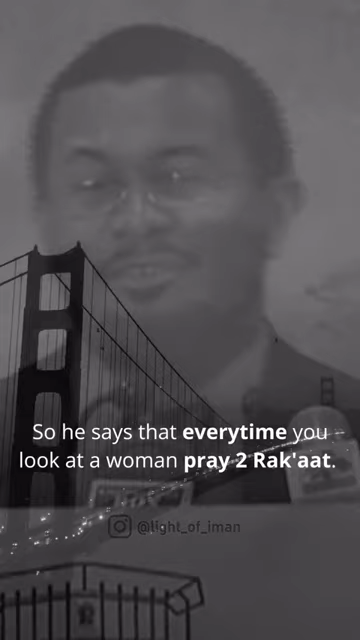 So he says that everytime you
look at a woman pray 2 Rak'aat.
@light_of_iman